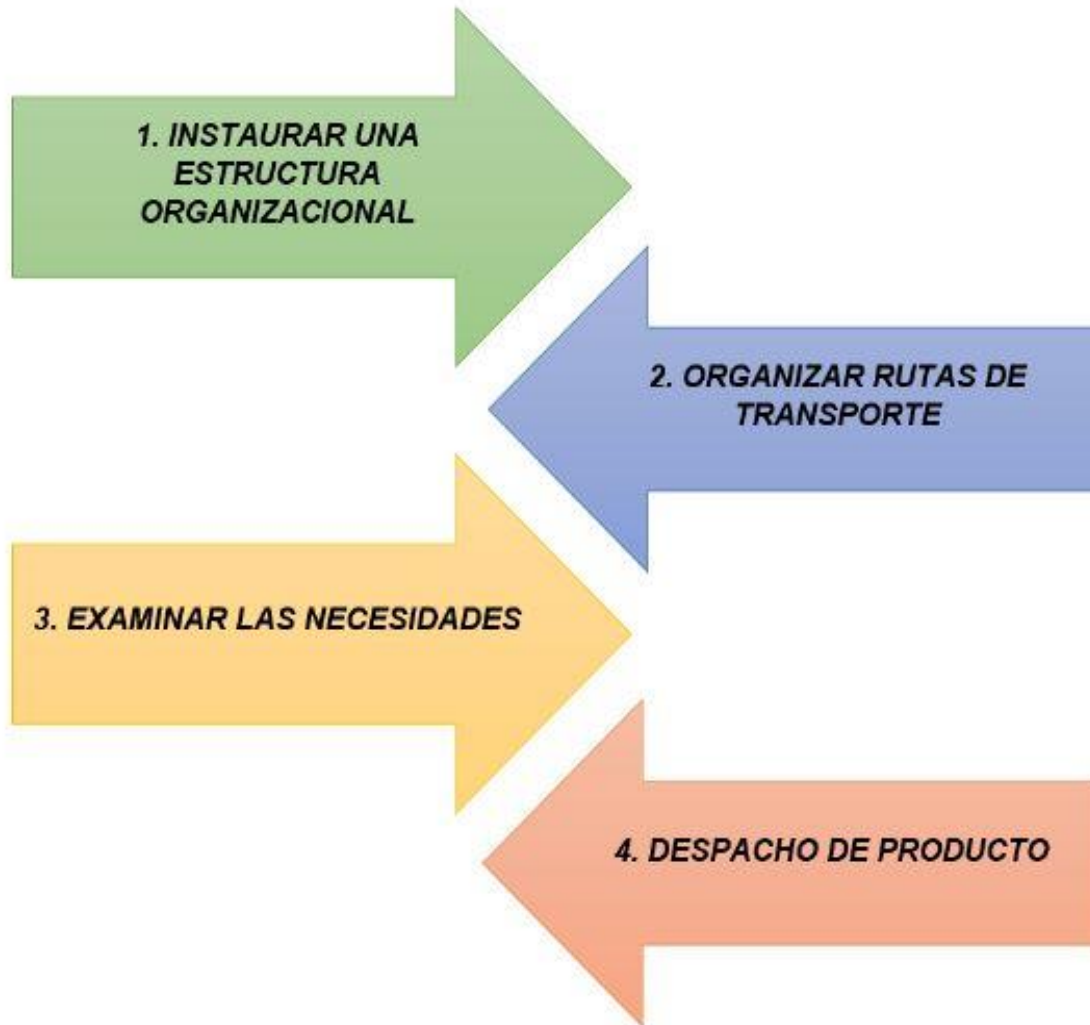 1. INSTAURAR UNA
ESTRUCTURA
ORGANIZACIONAL
2. ORGANIZAR RUTAS DE
TRANSPORTE
3. EXAMINAR LAS NECESIDADES
4. DESPACHO DE PRODUCTO